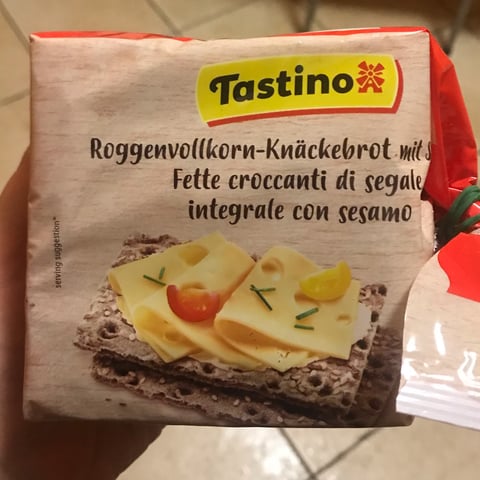 Tastino
Roggenvollkorn-Knäckebrot mit
Fette croccanti di segale
integrale con sesamo
serving suggestion*